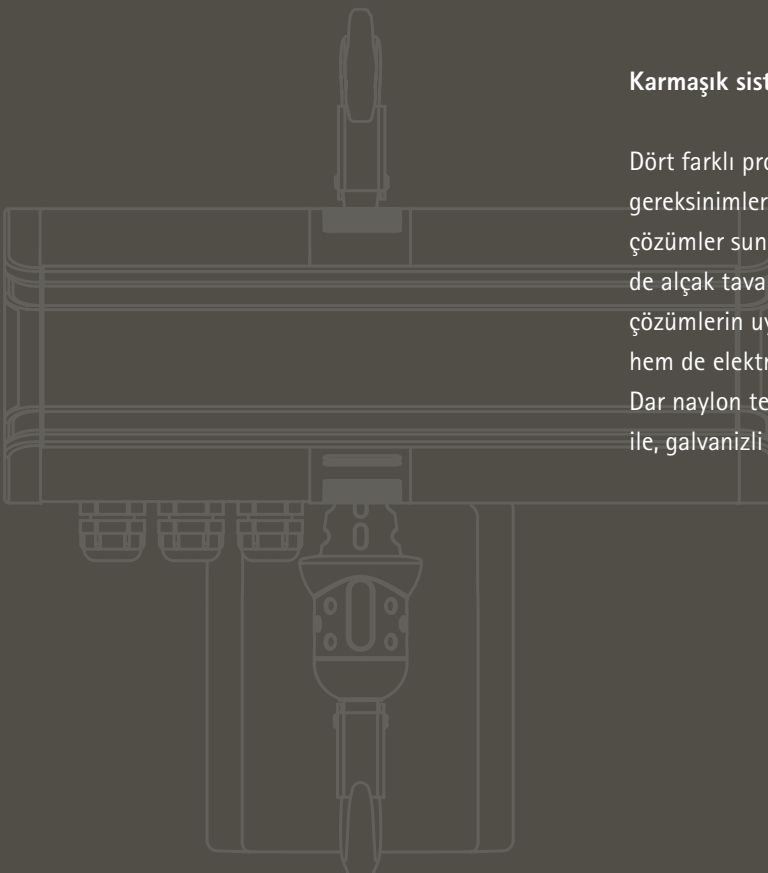 Karmaşık sist
Dört farklı pro
gereksinimler
çözümler sun
de alçak tava
çözümlerin uy
hem de elektr
Dar naylon te
ile, galvanizli